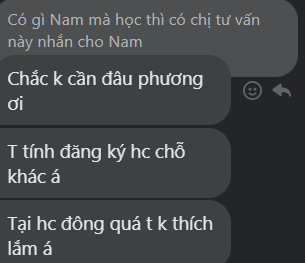 Có gì Nam mà học thì có chị tư vấn
này nhắn cho Nam
Chắc k cần đâu phương
ơi
T tính đăng ký hc chỗ
khác á
Tại hc đông quá t k thích
lắm á